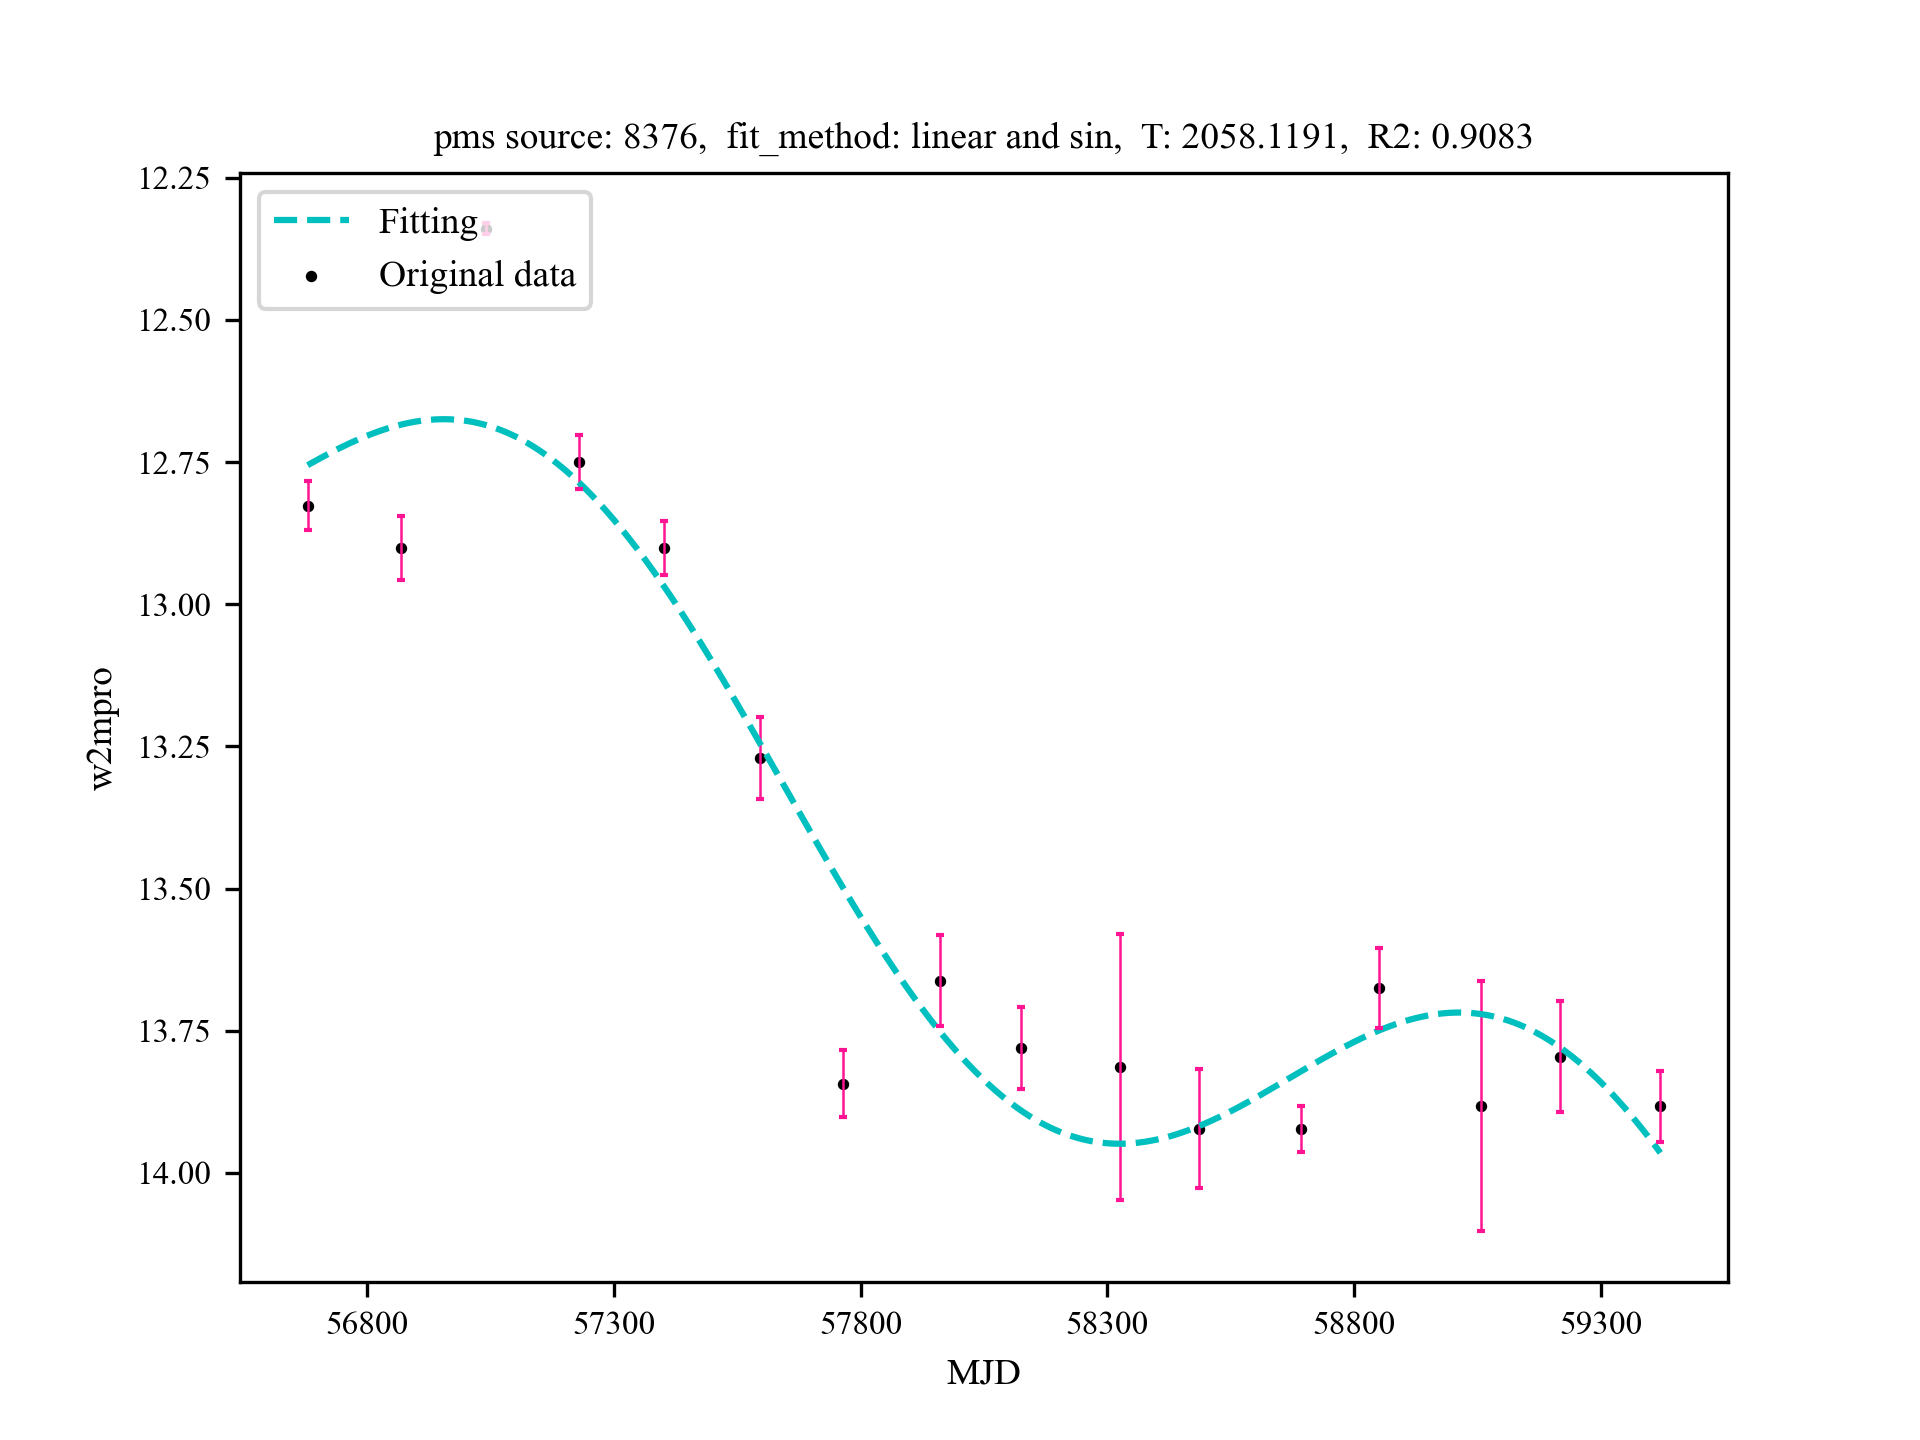 pms source: 8376, fit_method: linear and sin, T: 2058.1191, R2: 0.9083
Fitting
Original data
12.25
12.50
12.75
13.00
13.25
13.50
13.75
14.00
w2mpro
56800 57300 57800 58300 58800 59300
MJD